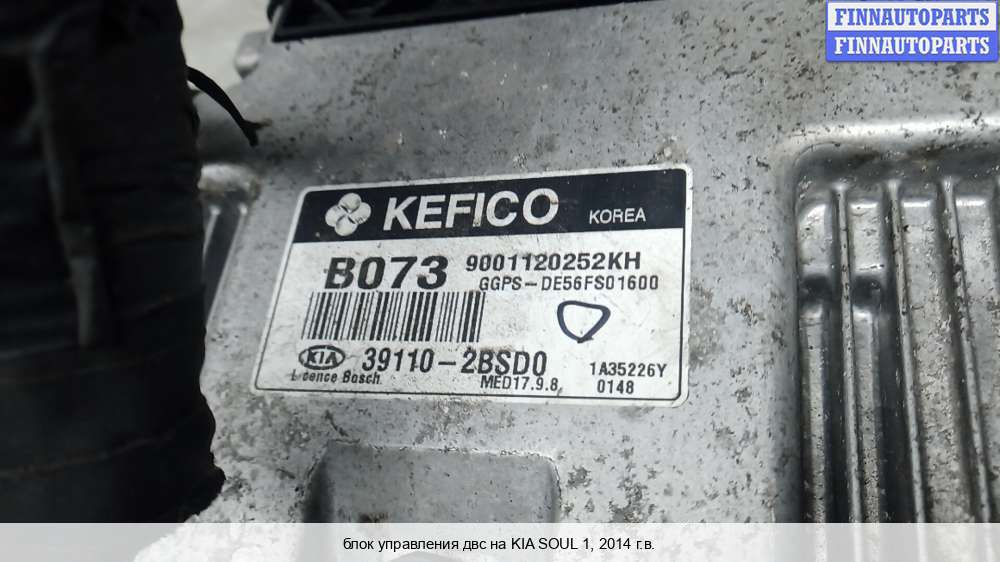 FINNAUTOPARTS
FINNAUTOPARTS
KEFICO KOREA
B073 9001120252KH
GGPS-DE56FS01600
KIA 39110-2BSD0 1A35226Y
Licence Bosch MED17.9.8 0148
блок управления двс на KIA SOUL 1, 2014 г.в.